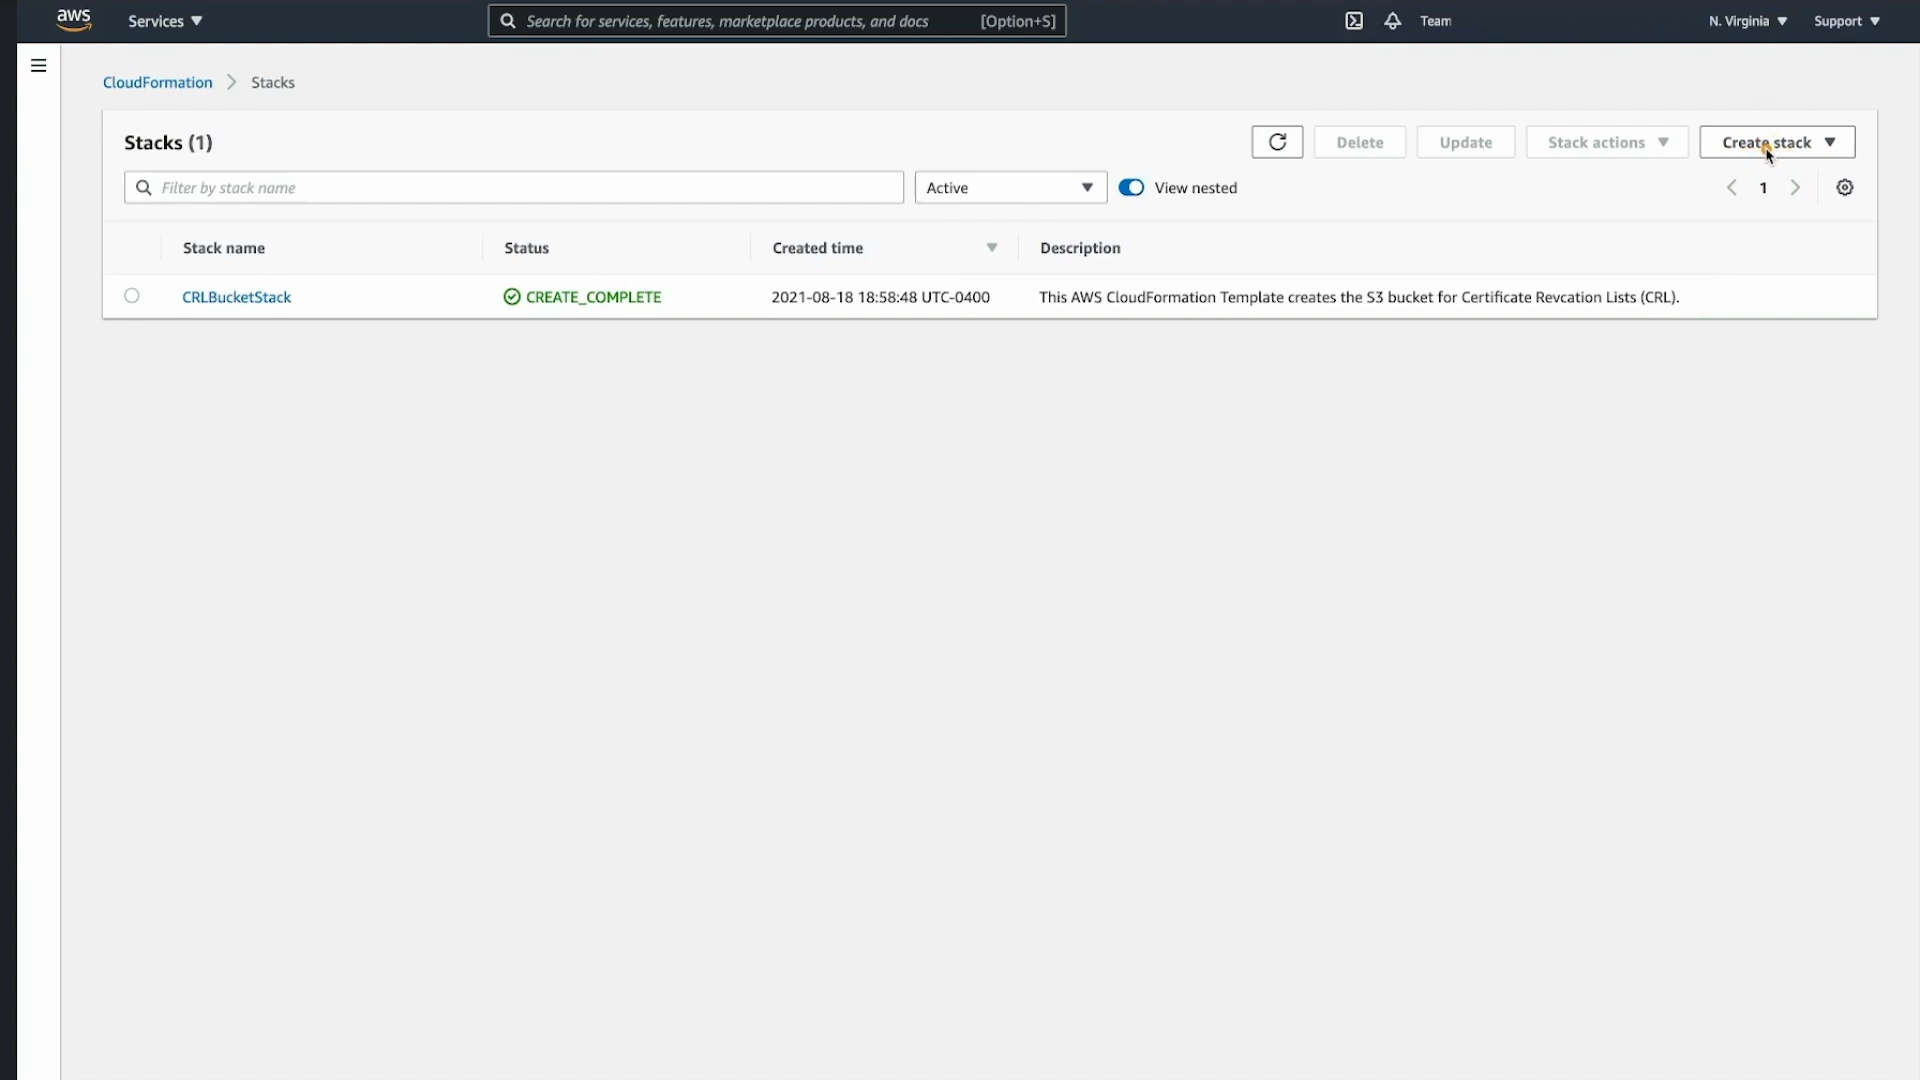 aws Services Search for services, features, marketplace products, and docs [Option+S] Team N. Virginia Support
CloudFormation Stacks
Stacks (1) Delete Update Stack actions Create stack
Filter by stack name Active View nested 1
Stack name Status Created time Description
CRLBucketStack CREATE_COMPLETE 2021-08-18 18:58:48 UTC-0400 This AWS CloudFormation Template creates the S3 bucket for Certificate Revcation Lists (CRL).